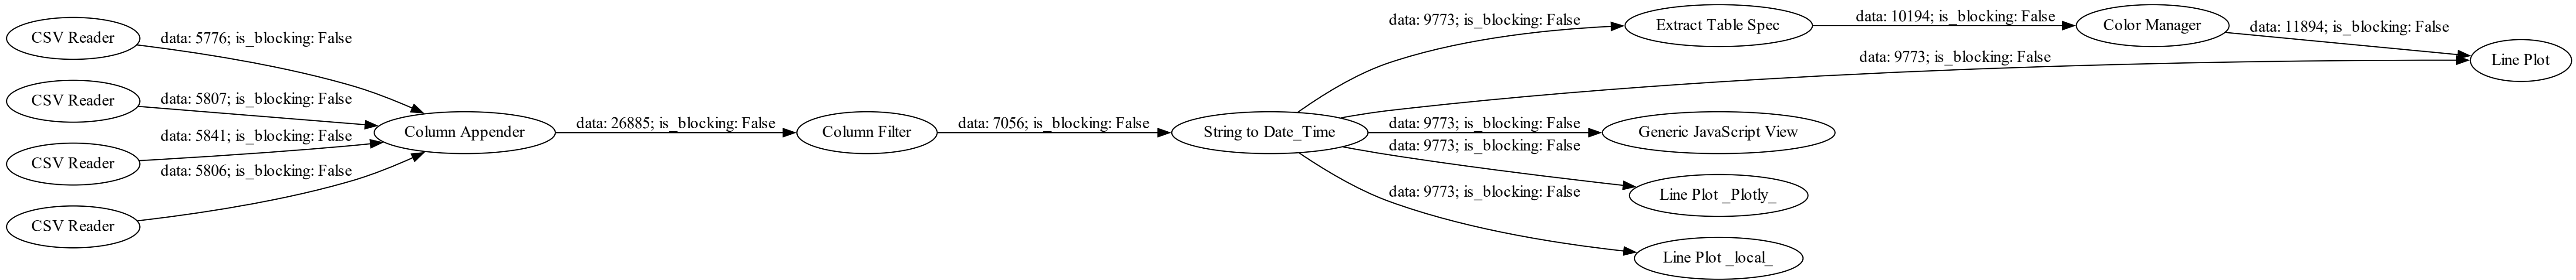 CSV Reader
data: 5776; is_blocking: False
CSV Reader
data: 5807; is_blocking: False
CSV Reader
data: 5841; is_blocking: False
CSV Reader
data: 5806; is_blocking: False
Column Appender
data: 26885; is_blocking: False
Column Filter
data: 7056; is_blocking: False
String to Date_Time
data: 9773; is_blocking: False
Extract Table Spec
data: 10194; is_blocking: False
Color Manager
data: 11894; is_blocking: False
data: 9773; is_blocking: False
Line Plot
data: 9773; is_blocking: False
Generic JavaScript View
data: 9773; is_blocking: False
Line Plot _Plotly_
data: 9773; is_blocking: False
Line Plot _local_